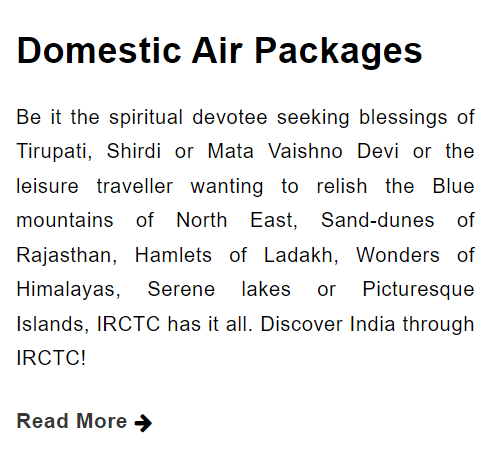 Domestic Air Packages
Be it the spiritual devotee seeking blessings of
Tirupati, Shirdi or Mata Vaishno Devi or the
leisure traveller wanting to relish the Blue
mountains of North East, Sand-dunes of
Rajasthan, Hamlets of Ladakh, Wonders of
Himalayas, Serene lakes or Picturesque
Islands, IRCTC has it all. Discover India through
IRCTC!
Read More